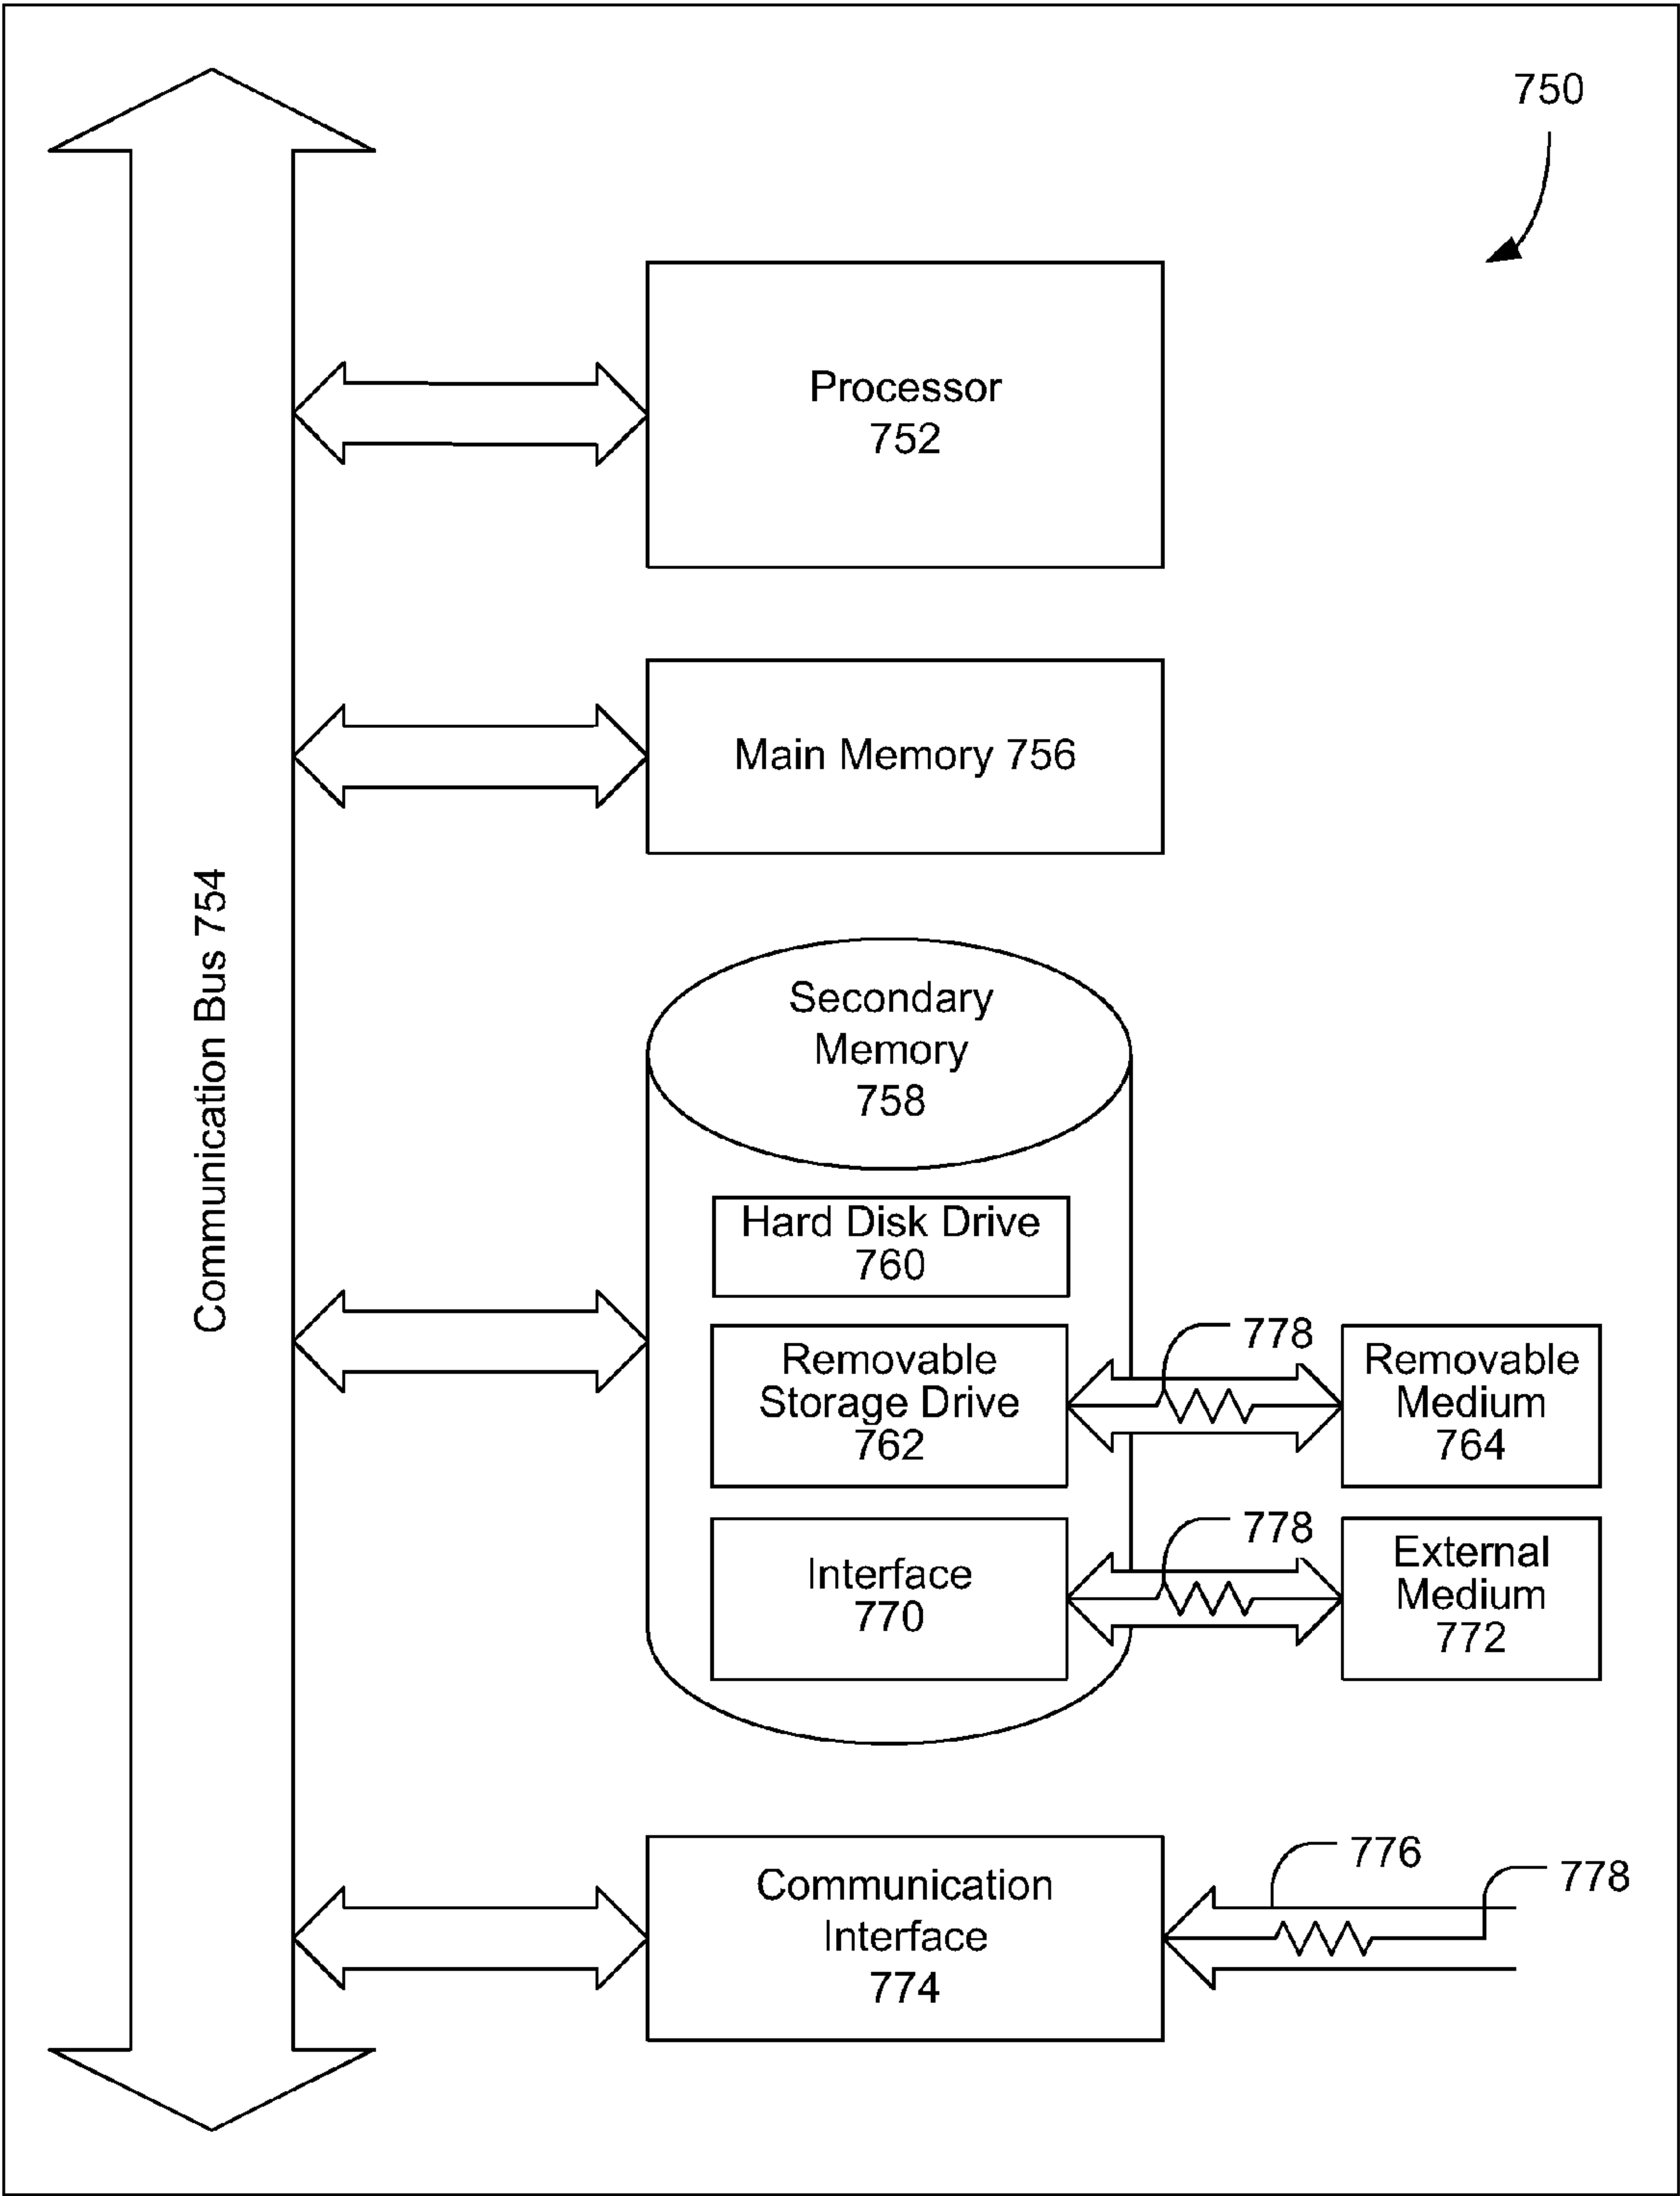 750
Processor
752
Main Memory 756
Communication Bus 754
Secondary
Memory
758
Hard Disk Drive
760
Removable
Storage Drive
762
778
Removable
Medium
764
Interface
770
778
External
Medium
772
Communication
Interface
774
776
778